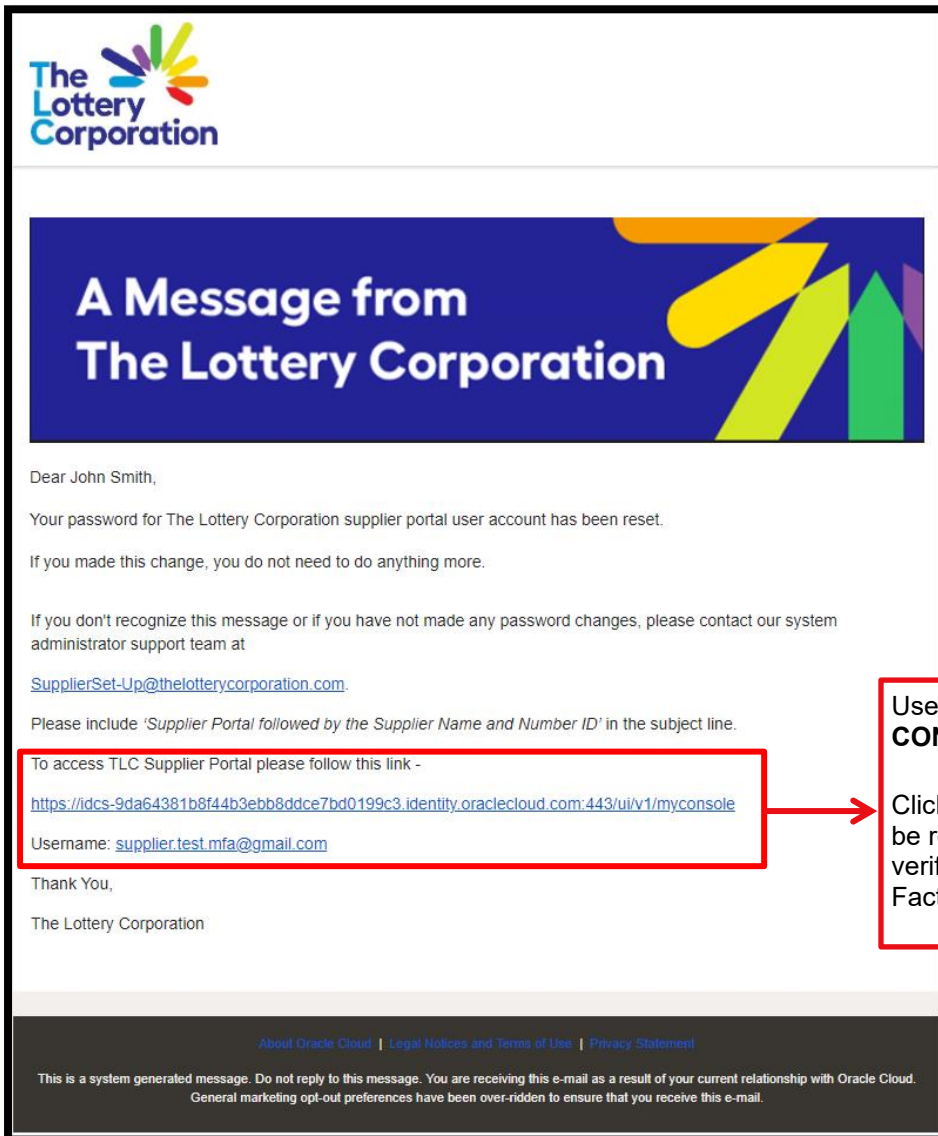 The
Lottery
Corporation
A Message from
The Lottery Corporation
Dear John Smith,
Your password for The Lottery Corporation supplier portal user account has been reset.
If you made this change, you do not need to do anything more.
If you don't recognize this message or if you have not made any password changes, please contact our system
administrator support team at
SupplierSet-Up@thelotterycorporation.com.
Please include ‘Supplier Portal followed by the Supplier Name and Number ID’ in the subject line.
To access TLC Supplier Portal please follow this link -
https://idcs-9da64381b8f44b3ebb8ddce7bd0199c3.identity.oraclecloud.com:443/ui/v1/myconsole
Username: supplier.test.mfa@gmail.com
Thank You,
The Lottery Corporation
About Oracle Cloud | Legal Notices and Terms of Use | Privacy Statement
This is a system generated message. Do not reply to this message. You are receiving this e-mail as a result of your current relationship with Oracle Cloud.
General marketing opt-out preferences have been over-ridden to ensure that you receive this e-mail.
be